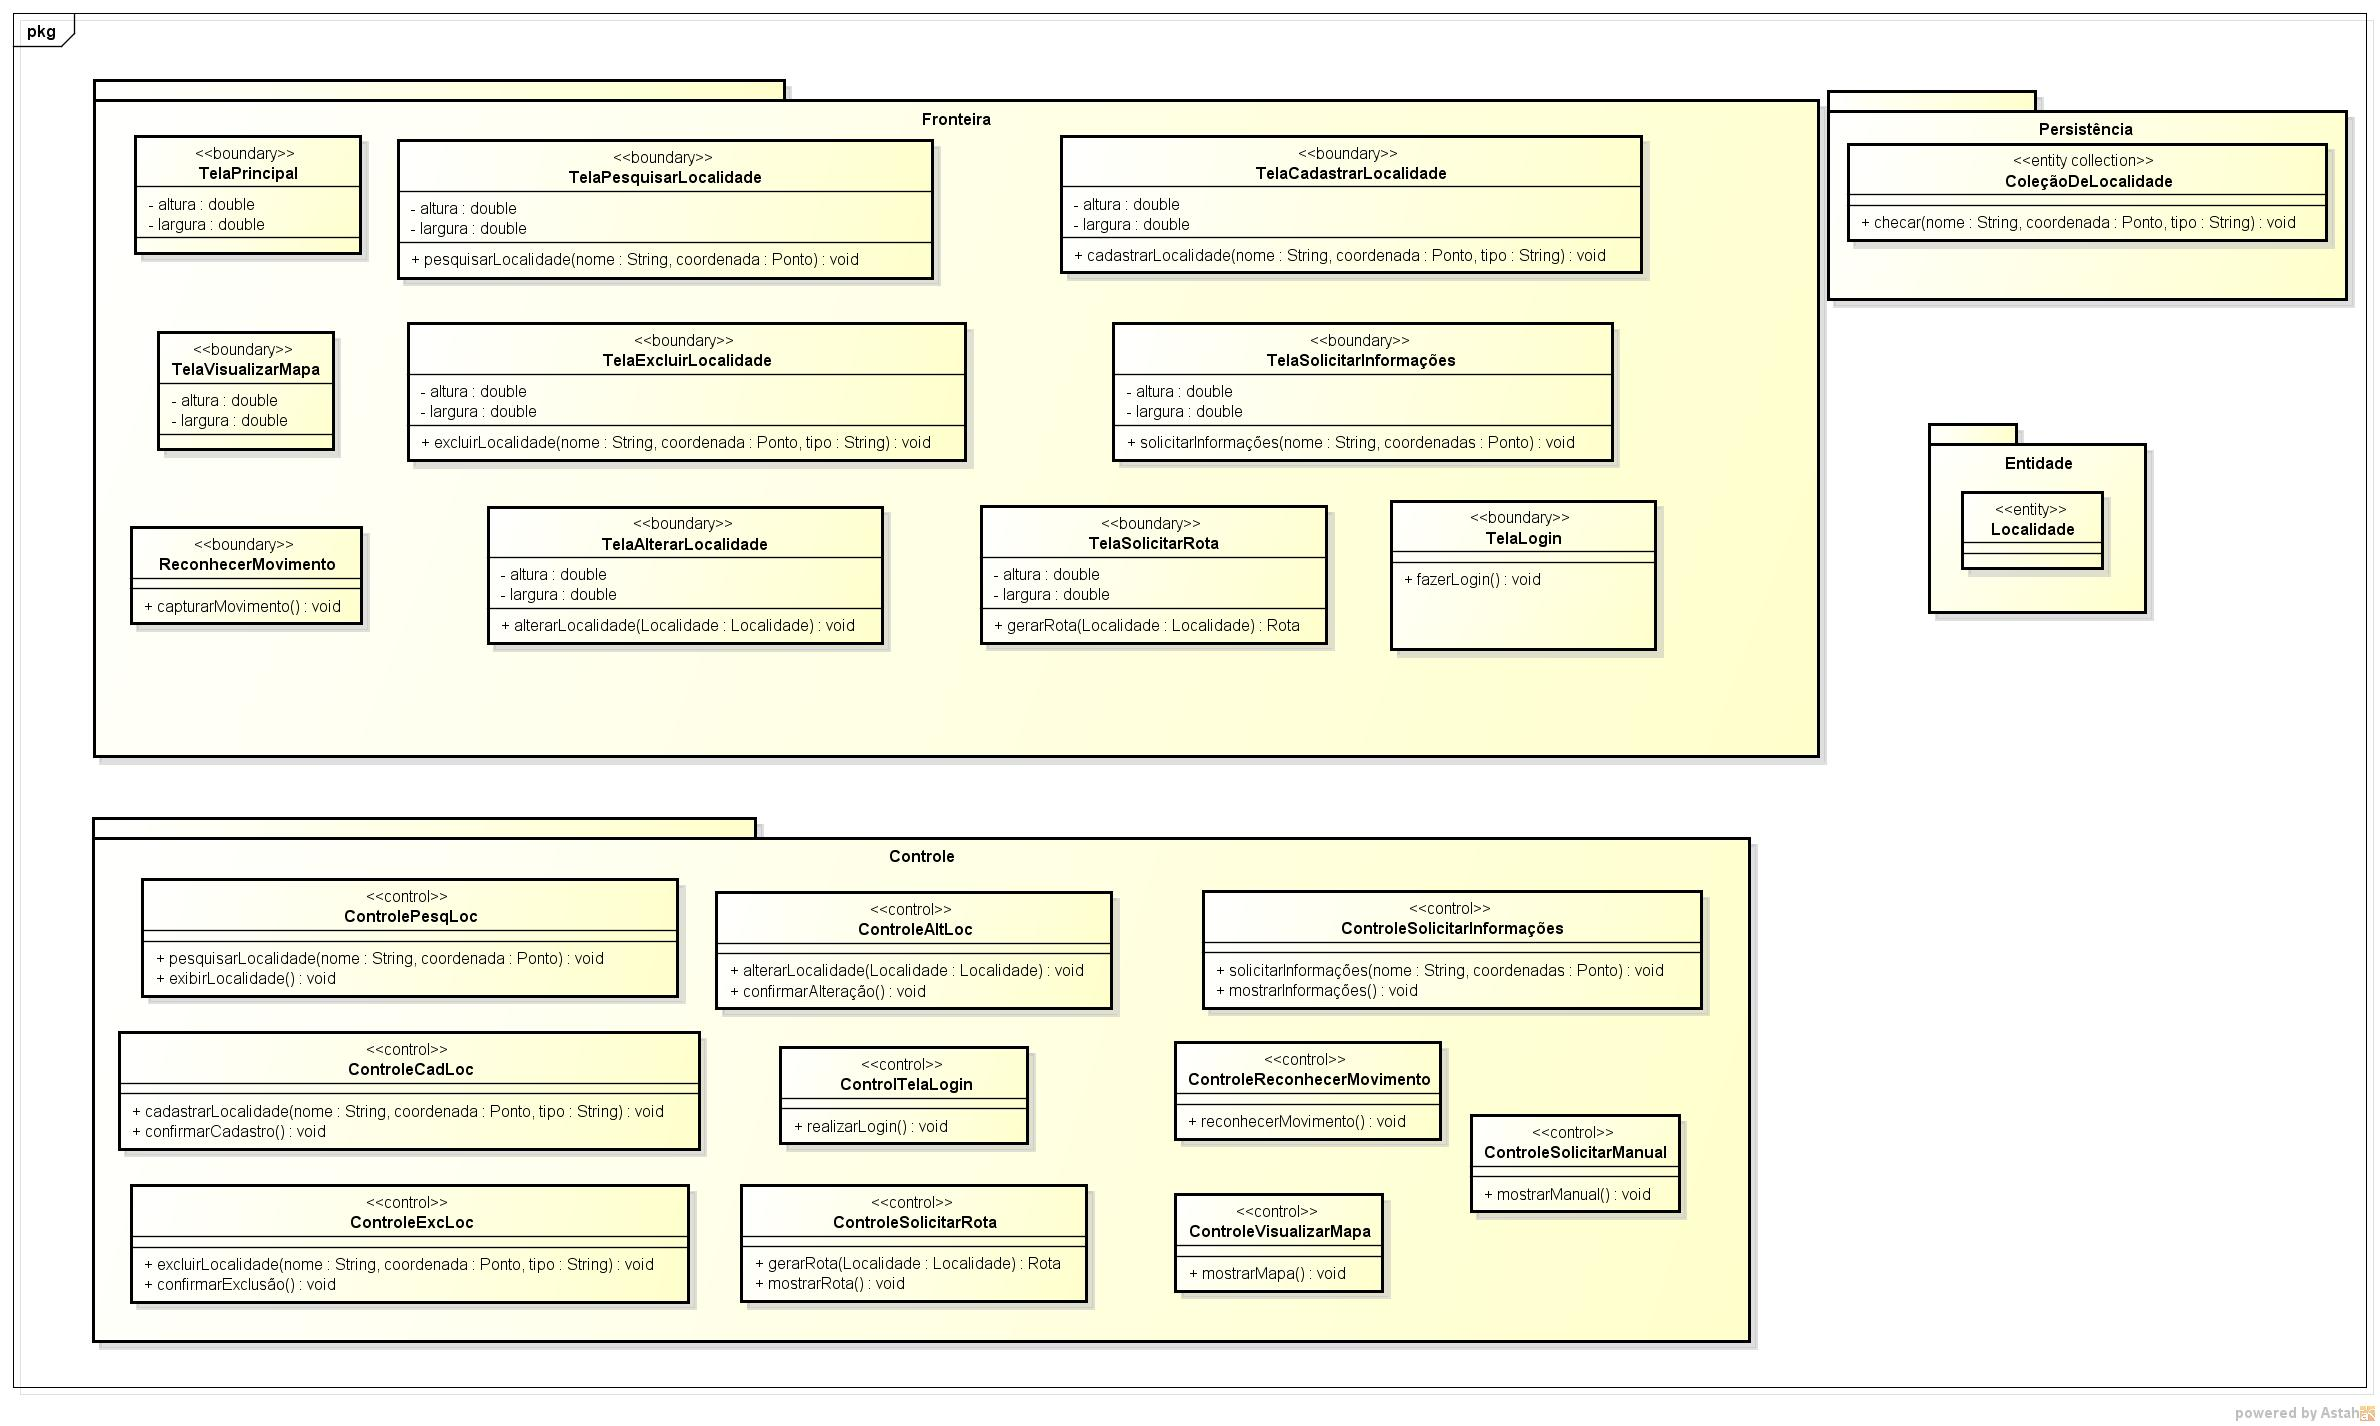 pkg
Fronteira
<<boundary>>
TelaPrincipal
- altura : double
- largura : double
<<boundary>>
TelaPesquisarLocalidade
- altura : double
- largura : double
+ pesquisarLocalidade(nome : String, coordenada : Ponto) : void
<<boundary>>
TelaCadastrarLocalidade
- altura : double
- largura : double
+ cadastrarLocalidade(nome : String, coordenada : Ponto, tipo : String) : void
<<boundary>>
TelaVisualizarMapa
- altura : double
- largura : double
<<boundary>>
TelaExcluirLocalidade
- altura : double
- largura : double
+ excluirLocalidade(nome : String, coordenada : Ponto, tipo : String) : void
<<boundary>>
TelaSolicitarInformações
- altura : double
- largura : double
+ solicitarInformações(nome : String, coordenadas : Ponto) : void
<<boundary>>
ReconhecerMovimento
+ capturarMovimento() : void
<<boundary>>
TelaAlterarLocalidade
- altura : double
- largura : double
+ alterarLocalidade(Localidade : Localidade) : void
<<boundary>>
TelaSolicitarRota
- altura : double
- largura : double
+ gerarRota(Localidade : Localidade) : Rota
<<boundary>>
TelaLogin
+ fazerLogin() : void
Persistência
<<entity collection>>
ColeçãoDeLocalidade
+ checar(nome : String, coordenada : Ponto, tipo : String) : void
Entidade
<<entity>>
Localidade
Controle
<<control>>
ControlePesqLoc
+ pesquisarLocalidade(nome : String, coordenada : Ponto) : void
+ exibirLocalidade() : void
<<control>>
ControleAltLoc
+ alterarLocalidade(Localidade : Localidade) : void
+ confirmarAlteração() : void
<<control>>
ControleSolicitarInformações
+ solicitarInformações(nome : String, coordenadas : Ponto) : void
+ mostrarInformações() : void
<<control>>
ControleCadLoc
+ cadastrarLocalidade(nome : String, coordenada : Ponto, tipo : String) : void
+ confirmarCadastro() : void
<<control>>
ControlTelaLogin
+ realizarLogin() : void
<<control>>
ControleReconhecerMovimento
+ reconhecerMovimento() : void
<<control>>
ControleSolicitarManual
+ mostrarManual() : void
<<control>>
ControleExcLoc
+ excluirLocalidade(nome : String, coordenada : Ponto, tipo : String) : void
+ confirmarExclusão() : void
<<control>>
ControleSolicitarRota
+ gerarRota(Localidade : Localidade) : Rota
+ mostrarRota() : void
<<control>>
ControleVisualizarMapa
+ mostrarMapa() : void
powered by Astah